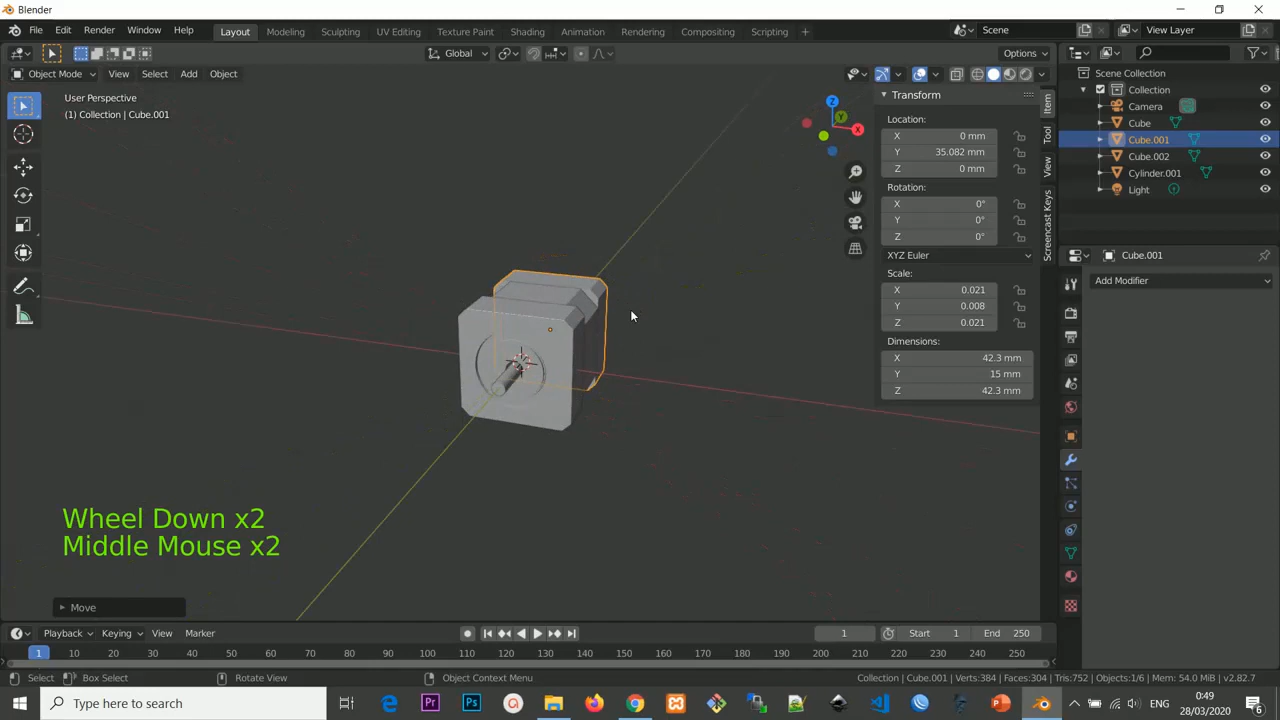 Blender
File Edit Render Window Help Layout Modeling Sculpting UV Editing Texture Paint Shading Animation Rendering Compositing Scripting + Scene View Layer
Global Options
Object Mode View Select Add Object
User Perspective
(1) Collection | Cube.001
Z
Y
X
Transform
Location:
X 0 mm
Y 35.082 mm
Z 0 mm
Rotation:
X 0°
Y 0°
Z 0°
XYZ Euler
Scale:
X 0.021
Y 0.008
Z 0.021
Dimensions:
X 42.3 mm
Y 15 mm
Z 42.3 mm
Item
Tool
View
Screencast Keys
Scene Collection
Collection
Camera
Cube
Cube.001
Cube.002
Cylinder.001
Light
Cube.001
Add Modifier
Wheel Down x2
Middle Mouse x2
Move
Playback Keying View Marker 1 Start 1 End 250
1 10 20 30 40 50 60 70 80 90 100 110 120 130 140 150 160 170 180 190 200 210 220 230 240 250
Select Box Select Rotate View Object Context Menu Collection | Cube.001 | Verts:384 | Faces:304 | Tris:752 | Objects:1/6 | Mem: 54.0 MiB | v2.82.7
Type here to search
ENG
0:49
28/03/2020
6